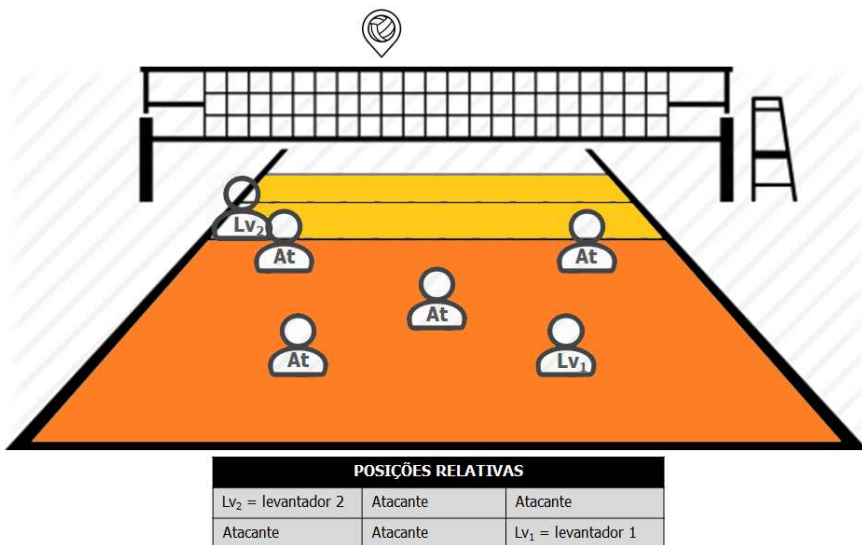 Lv₂
At
At
At
At
Lv₁
POSIÇÕES RELATIVAS
Lv₂ = levantador 2 Atacante Atacante
Atacante Atacante Lv₁ = levantador 1